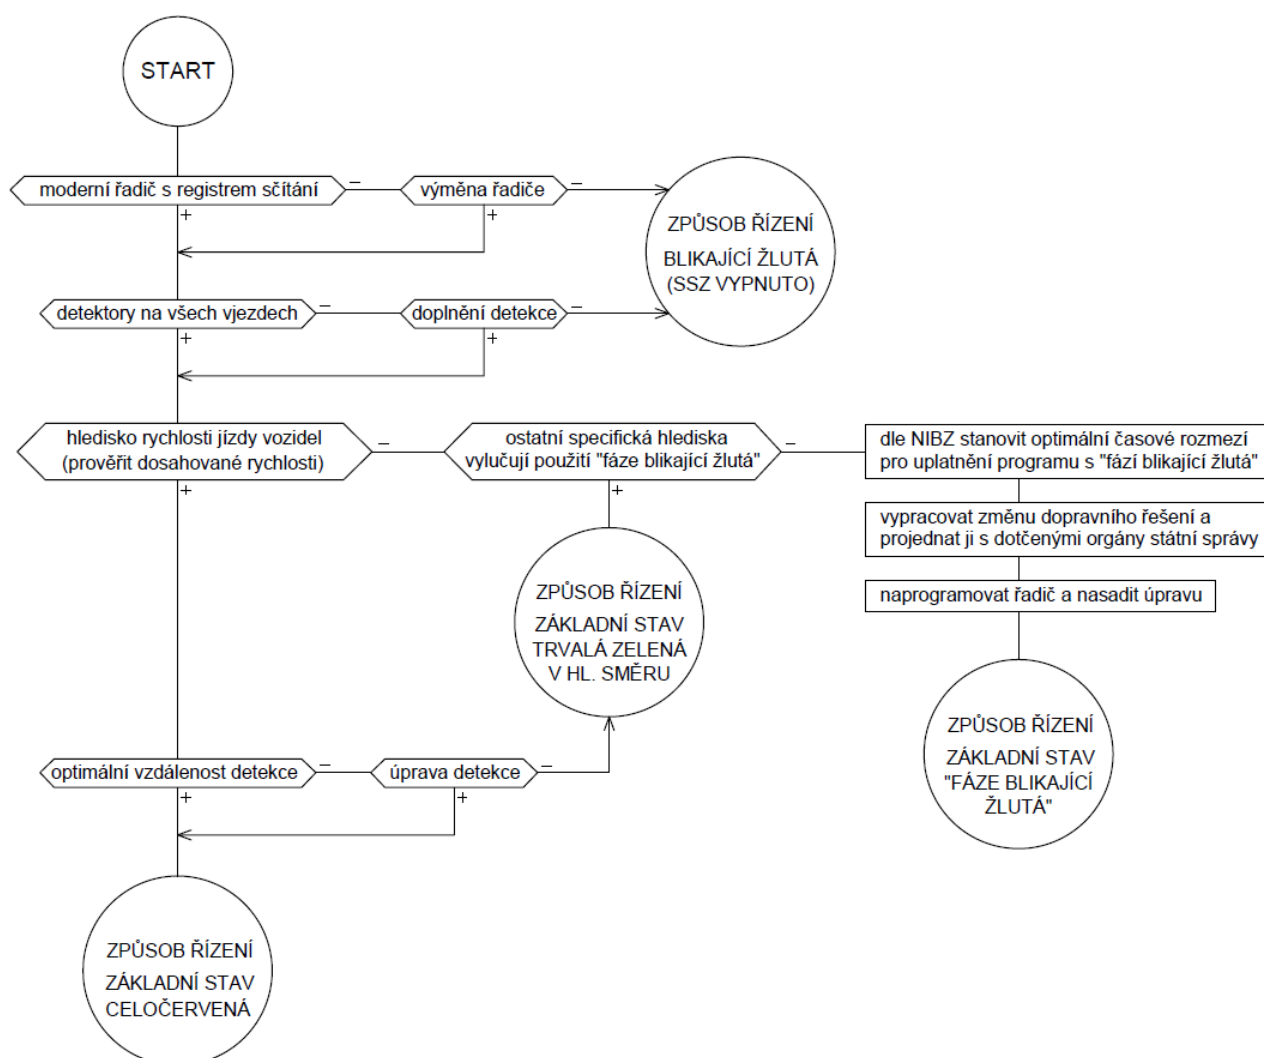 START
moderní řadič s registrem sčítání
–
výměna řadiče
–
+
+
ZPŮSOB ŘÍZENÍ
BLIKAJÍCÍ ŽLUTÁ
(SSZ VYPNUTO)
detektory na všech vjezdech
–
doplnění detekce
–
+
+
hledisko rychlosti jízdy vozidel
(prověřit dosahované rychlosti)
–
+
ostatní specifická hlediska
vylučují použití "fáze blikající žlutá"
–
+
dle NIBZ stanovit optimální časové rozmezí
pro uplatnění programu s "fází blikající žlutá"
vypracovat změnu dopravního řešení a
projednat ji s dotčenými orgány státní správy
naprogramovat řadič a nasadit úpravu
ZPŮSOB ŘÍZENÍ
ZÁKLADNÍ STAV
TRVALÁ ZELENÁ
V HL. SMĚRU
ZPŮSOB ŘÍZENÍ
ZÁKLADNÍ STAV
"FÁZE BLIKAJÍCÍ
ŽLUTÁ"
optimální vzdálenost detekce
–
úprava detekce
–
+
+
ZPŮSOB ŘÍZENÍ
ZÁKLADNÍ STAV
CELOČERVENÁ